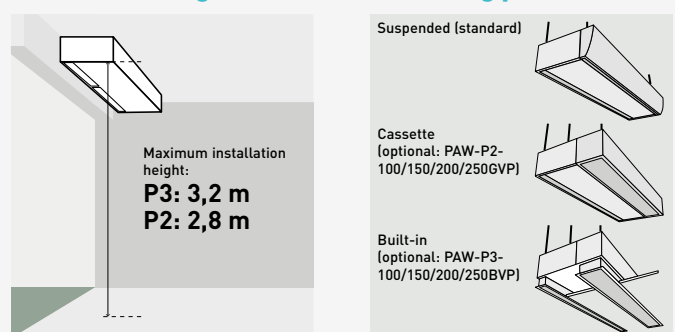 Maximum installation
height:
P3: 3,2 m
P2: 2,8 m
Suspended (standard)
Cassette
(optional: PAW-P2-
100/150/200/250GVP)
Built-in
(optional: PAW-P3-
100/150/200/250BVP)